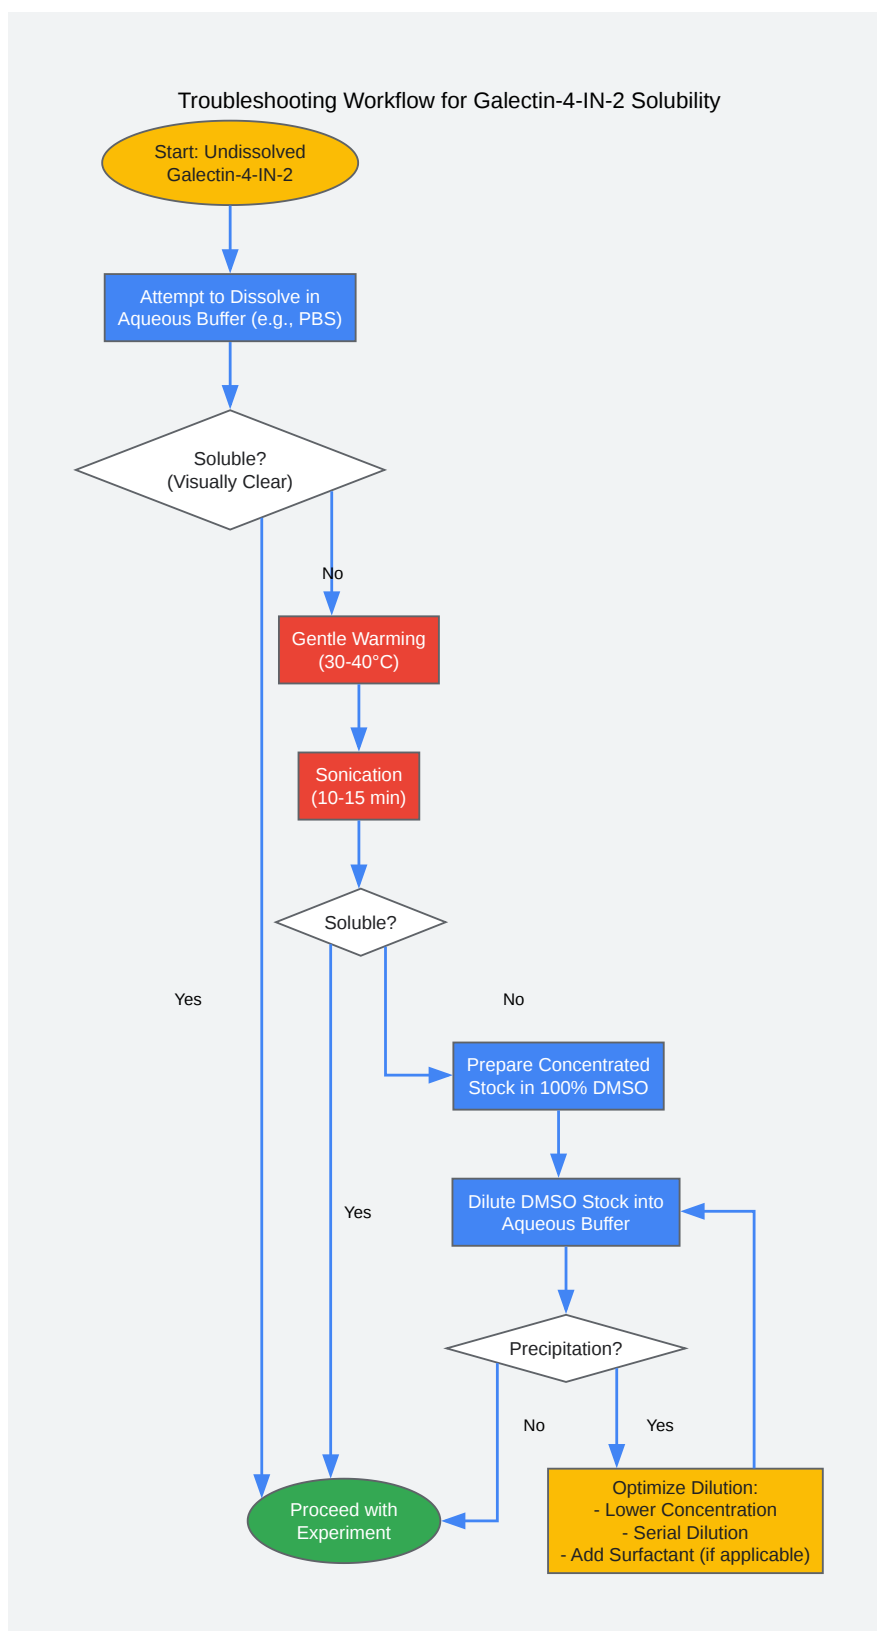 Troubleshooting Workflow for Galectin-4-IN-2 Solubility
Start: Undissolved
Galectin-4-IN-2
Attempt to Dissolve in
Aqueous Buffer (e.g., PBS)
Soluble?
(Visually Clear)
No
Gentle Warming
(30-40°C)
Sonication
(10-15 min)
Soluble?
Yes
No
Prepare Concentrated
Stock in 100% DMSO
Dilute DMSO Stock into
Aqueous Buffer
Yes
Precipitation?
No
Yes
Optimize Dilution:
- Lower Concentration
- Serial Dilution
- Add Surfactant (if applicable)
Proceed with
Experiment